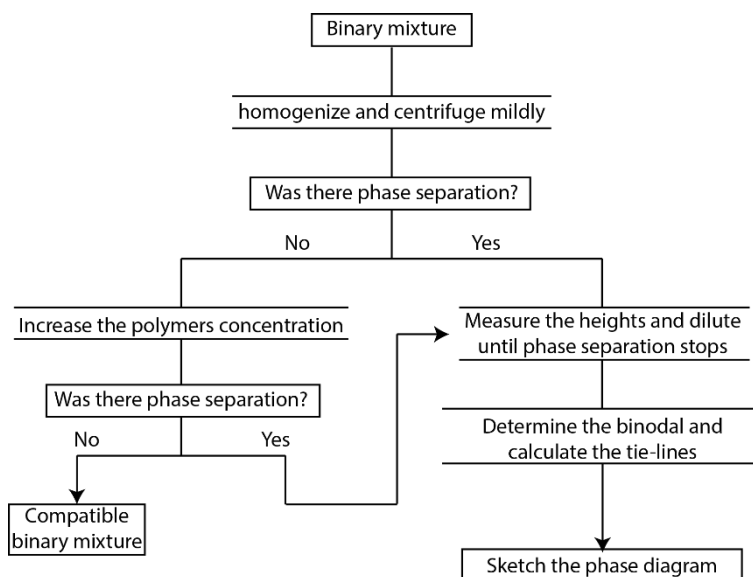 Binary mixture
homogenize and centrifuge mildly
Was there phase separation?
No
Yes
Increase the polymers concentration
Measure the heights and dilute
until phase separation stops
Was there phase separation?
No
Yes
Determine the binodal and
calculate the tie-lines
Compatible
binary mixture
Sketch the phase diagram